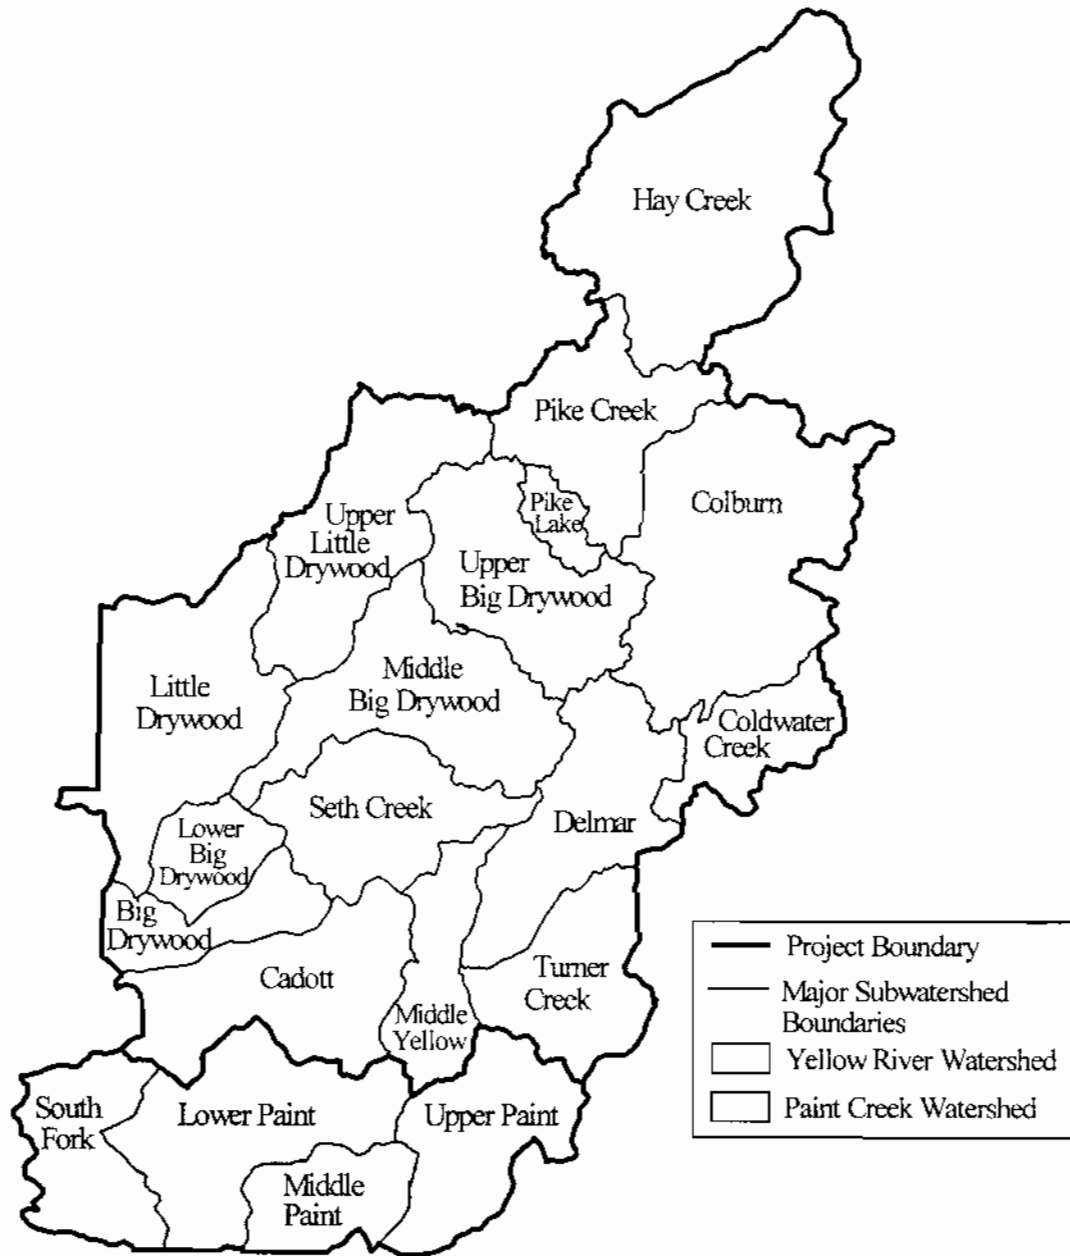 Hay Creek
Pike Creek
Colburn
Pike
Lake
Upper
Little
Drywood
Upper
Big Drywood
Middle
Big Drywood
Little
Drywood
Coldwater
Creek
Seth Creek
Delmar
Lower
Big
Drywood
Big
Drywood
Cadott
Turner
Creek
Middle
Yellow
South
Fork
Lower Paint
Upper Paint
Middle
Paint
Project Boundary
Major Subwatershed
Boundaries
Yellow River Watershed
Paint Creek Watershed